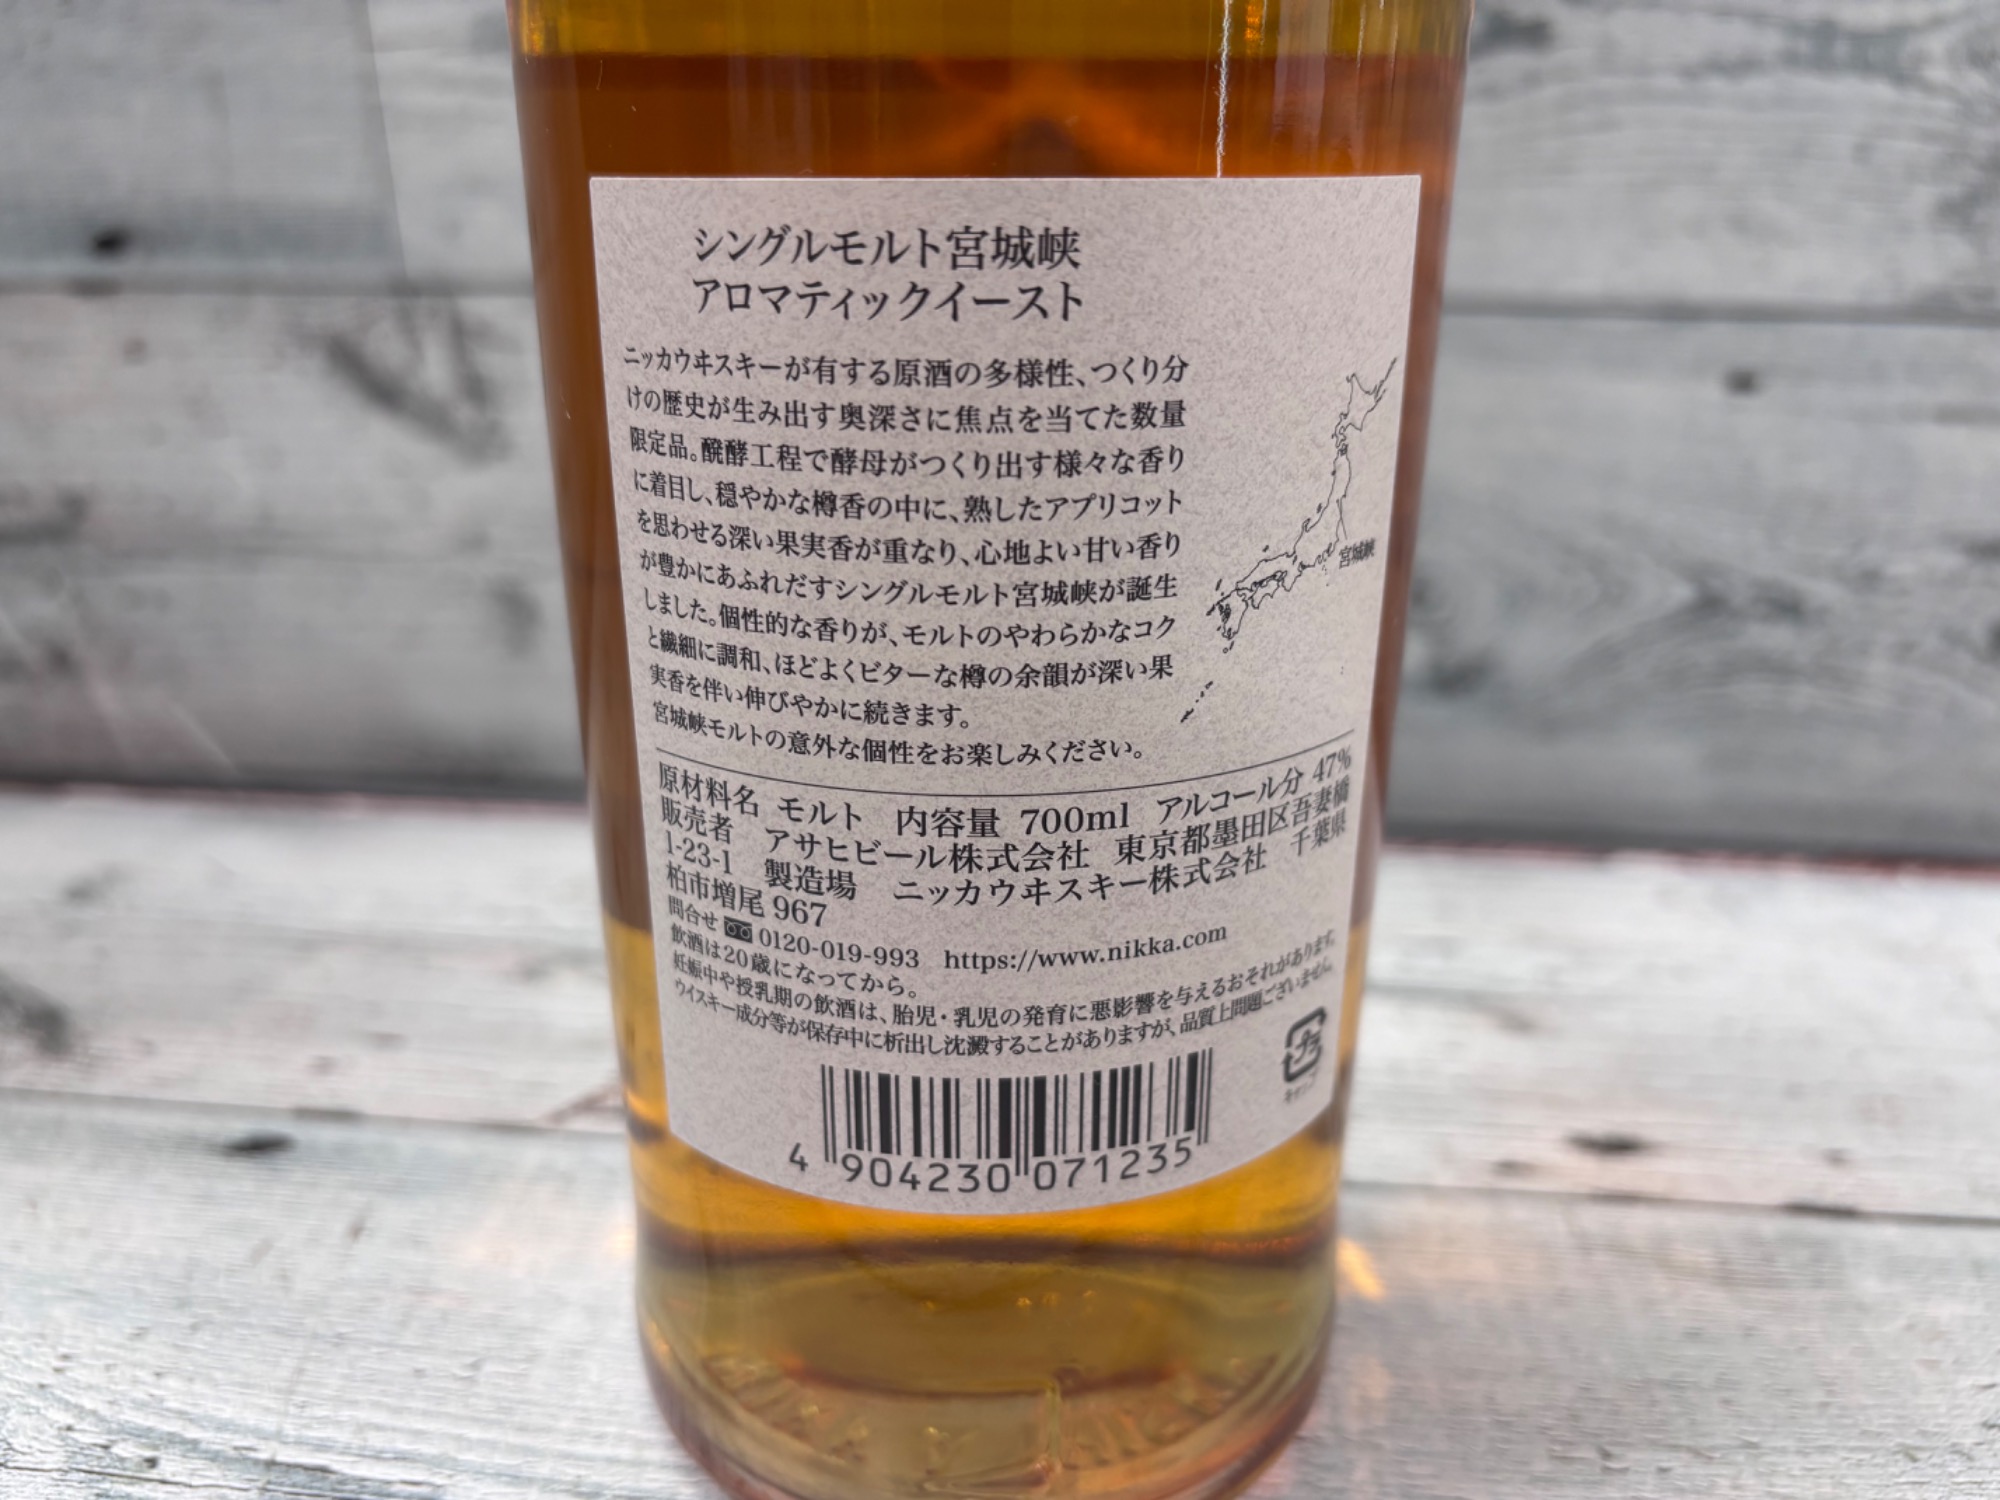 シングルモルト宮城峡
アロマティックイースト
ニッカウヰスキーが有する原酒の多様性、つくり分
けの歴史が生み出す奥深さに焦点を当てた数量
限定品。醗酵工程で酵母がつくり出す様々な香り
に着目し、穏やかな樽香の中に、熟したアプリコット
を思わせる深い果実香が重なり、心地よい甘い香り
が豊かにあふれだすシングルモルト宮城峡が誕生
しました。個性的な香りが、モルトのやわらかなコク
と繊細に調和、ほどよくビターな樽の余韻が深い果
実香を伴い伸びやかに続きます。
宮城峡モルトの意外な個性をお楽しみください。
宮城峡
原材料名 モルト 内容量 700ml アルコール分 47%
販売者 アサヒビール株式会社 東京都墨田区吾妻橋
1-23-1 製造場 ニッカウヰスキー株式会社 千葉県
柏市増尾967
問合せ 0120-019-993 https://www.nikka.com
飲酒は20歳になってから。
妊娠中や授乳期の飲酒は、胎児・乳児の発育に悪影響を与えるおそれがあります。
ウイスキー成分等が保存中に析出し沈澱することがありますが、品質上問題ございません。
プラ
キャップ
4 904230 071235